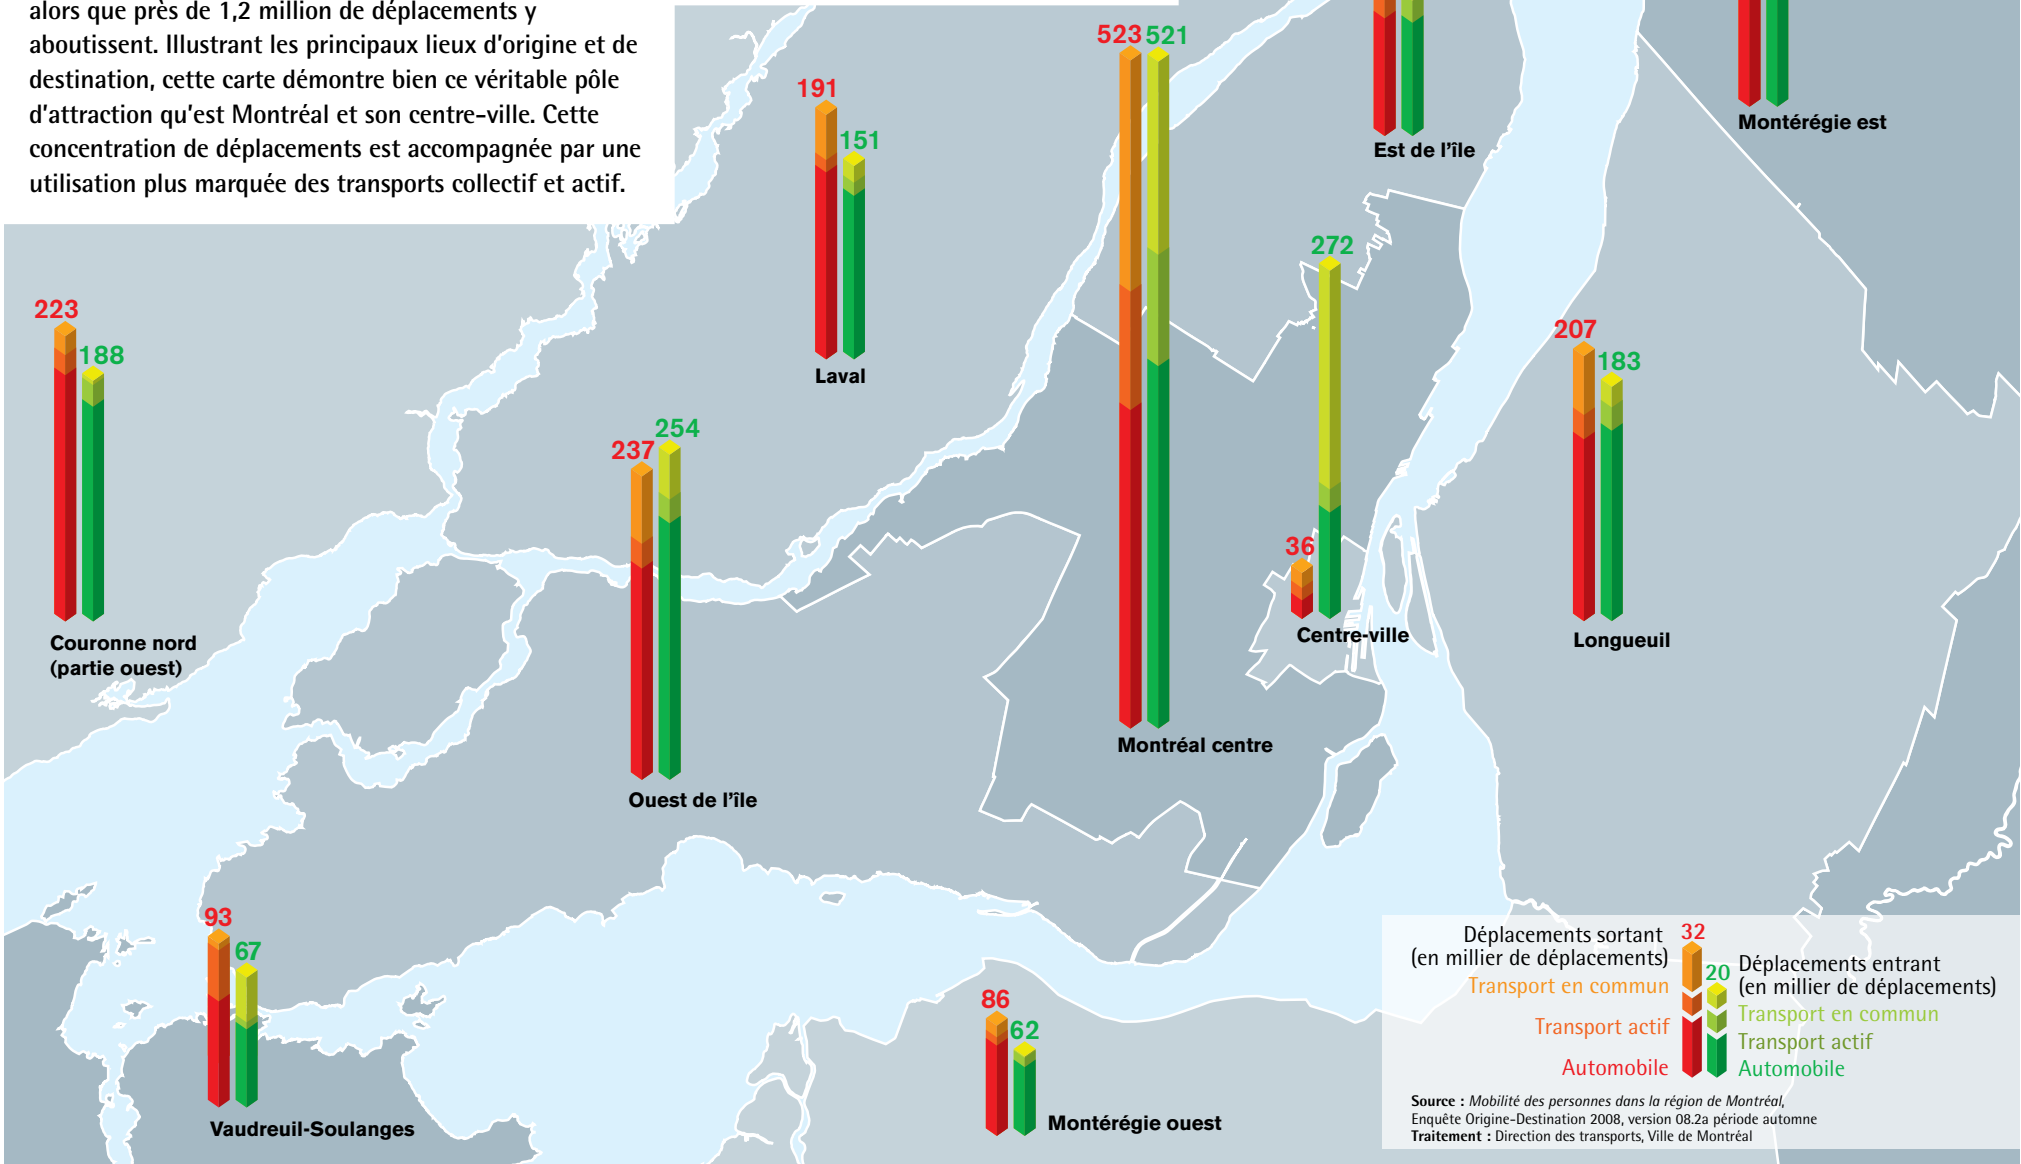 alors que près de 1,2 million de déplacements y
aboutissent. Illustrant les principaux lieux d'origine et de
destination, cette carte démontre bien ce véritable pôle
d'attraction qu'est Montréal et son centre-ville. Cette
concentration de déplacements est accompagnée par une
utilisation plus marquée des transports collectif et actif.
523 521
191
151
Montérégie est
Est de l'île
272
223
188
207
183
Laval
237
254
36
Centre-ville
Longueuil
Couronne nord
(partie ouest)
Montréal centre
Ouest de l'île
93
67
Vaudreuil-Soulanges
86
62
Montérégie ouest
Déplacements sortant
(en millier de déplacements)
32
Transport en commun
Transport actif
Automobile
20
Déplacements entrant
(en millier de déplacements)
Transport en commun
Transport actif
Automobile
Source : Mobilité des personnes dans la région de Montréal,
Enquête Origine-Destination 2008, version 08.2a période automne
Traitement : Direction des transports, Ville de Montréal